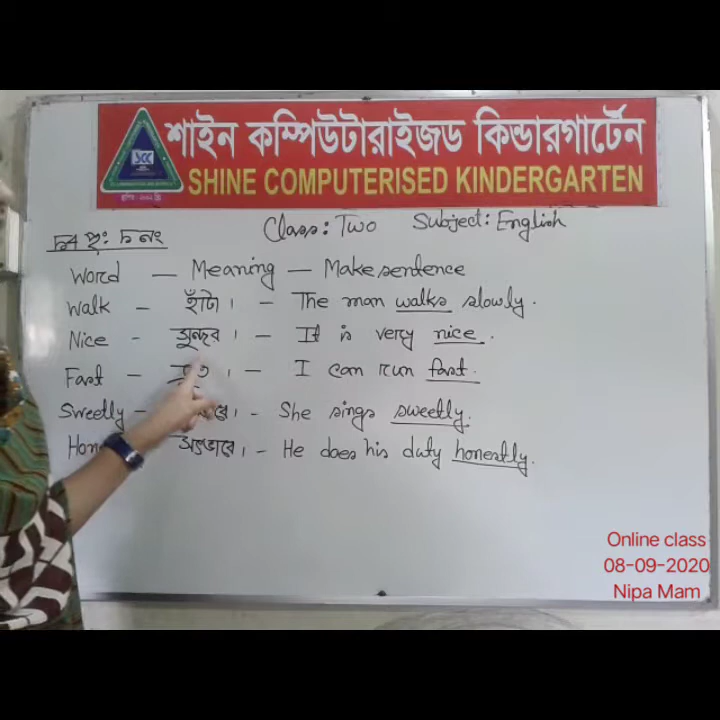 শাইন কম্পিউটারাইজড কিন্ডারগার্টেন
SCC
SHINE COMPUTERISED KINDERGARTEN
Class: Two Subject: English
Word — Meaning — Make sentence
Walk – হাঁটা। – The man walks slowly.
Nice - সুন্দর। – It is very nice.
Fast – । – I can run fast.
Sweetly – - She sings sweetly.
সৎভাবে। – He does his duty honestly.
Online class
08-09-2020
Nipa Mam